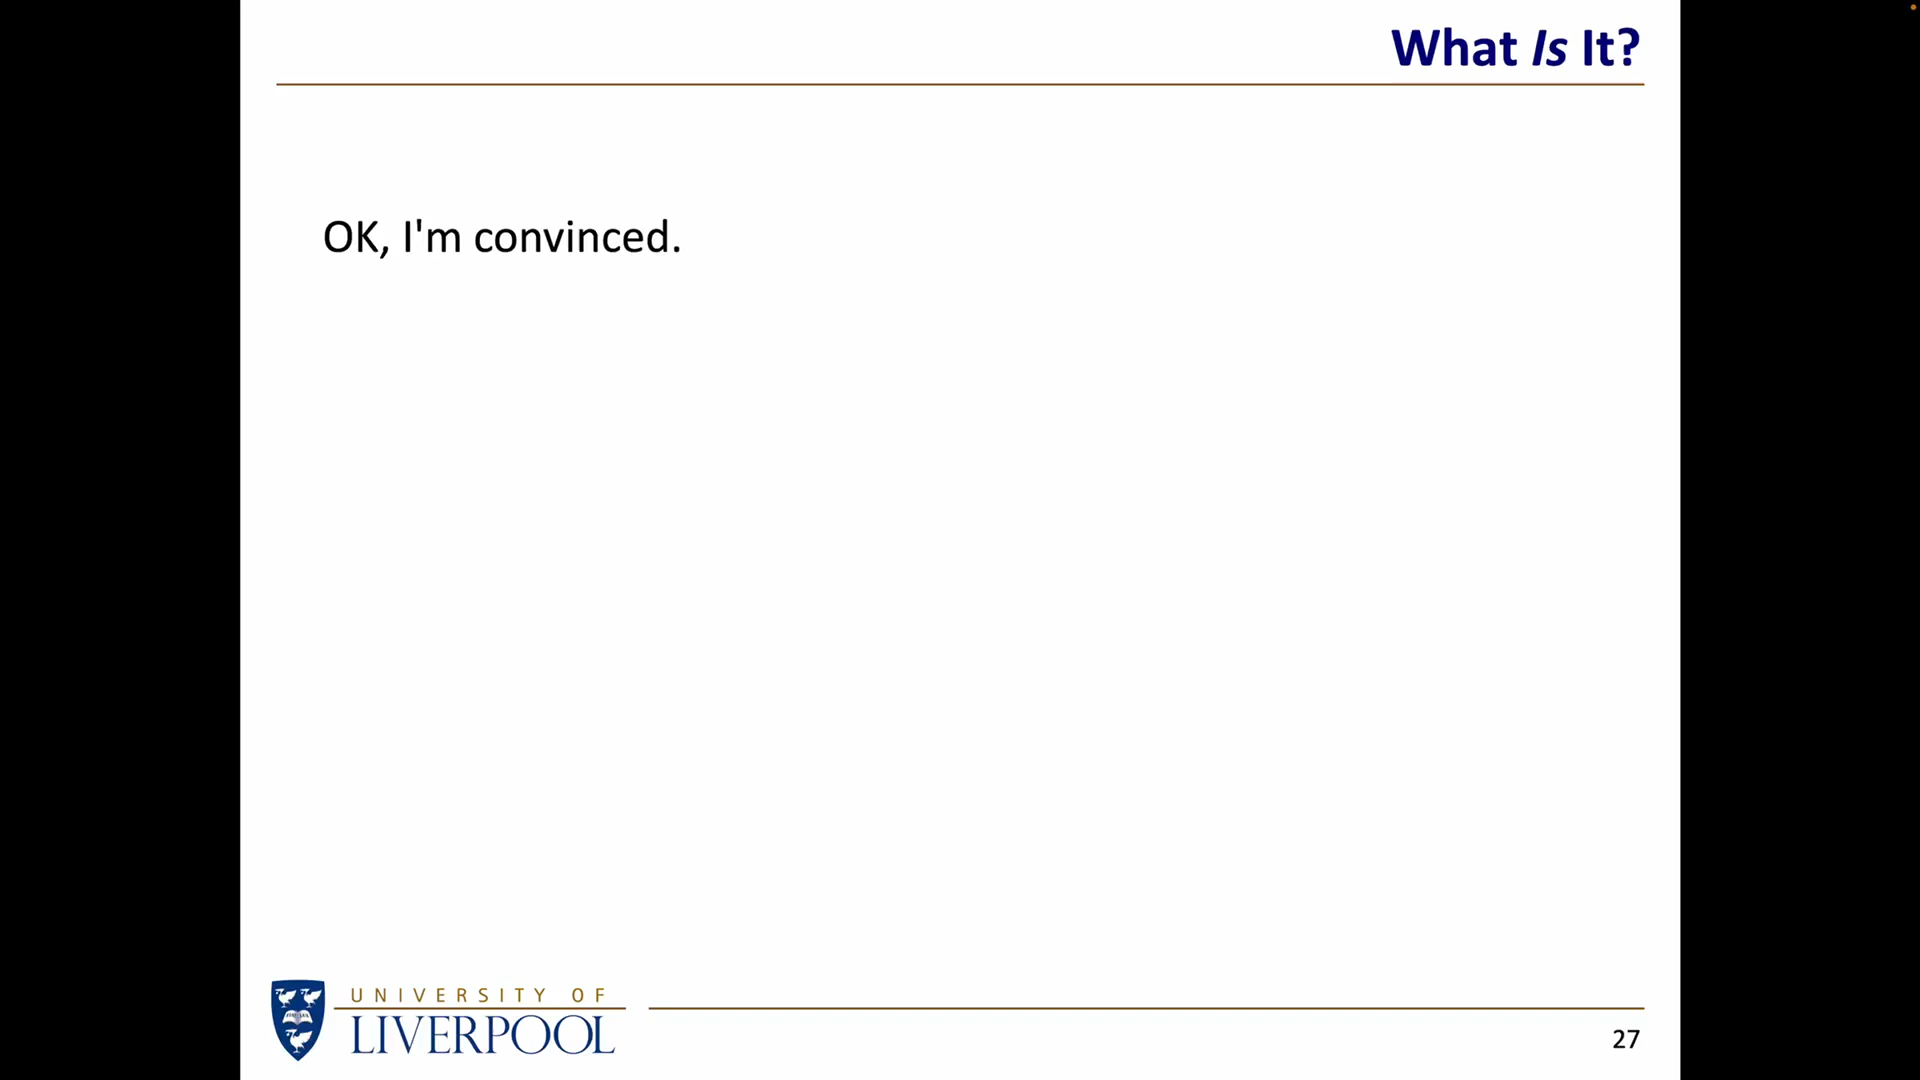 What Is It?
OK, I'm convinced.
UNIVERSITY OF
LIVERPOOL
27